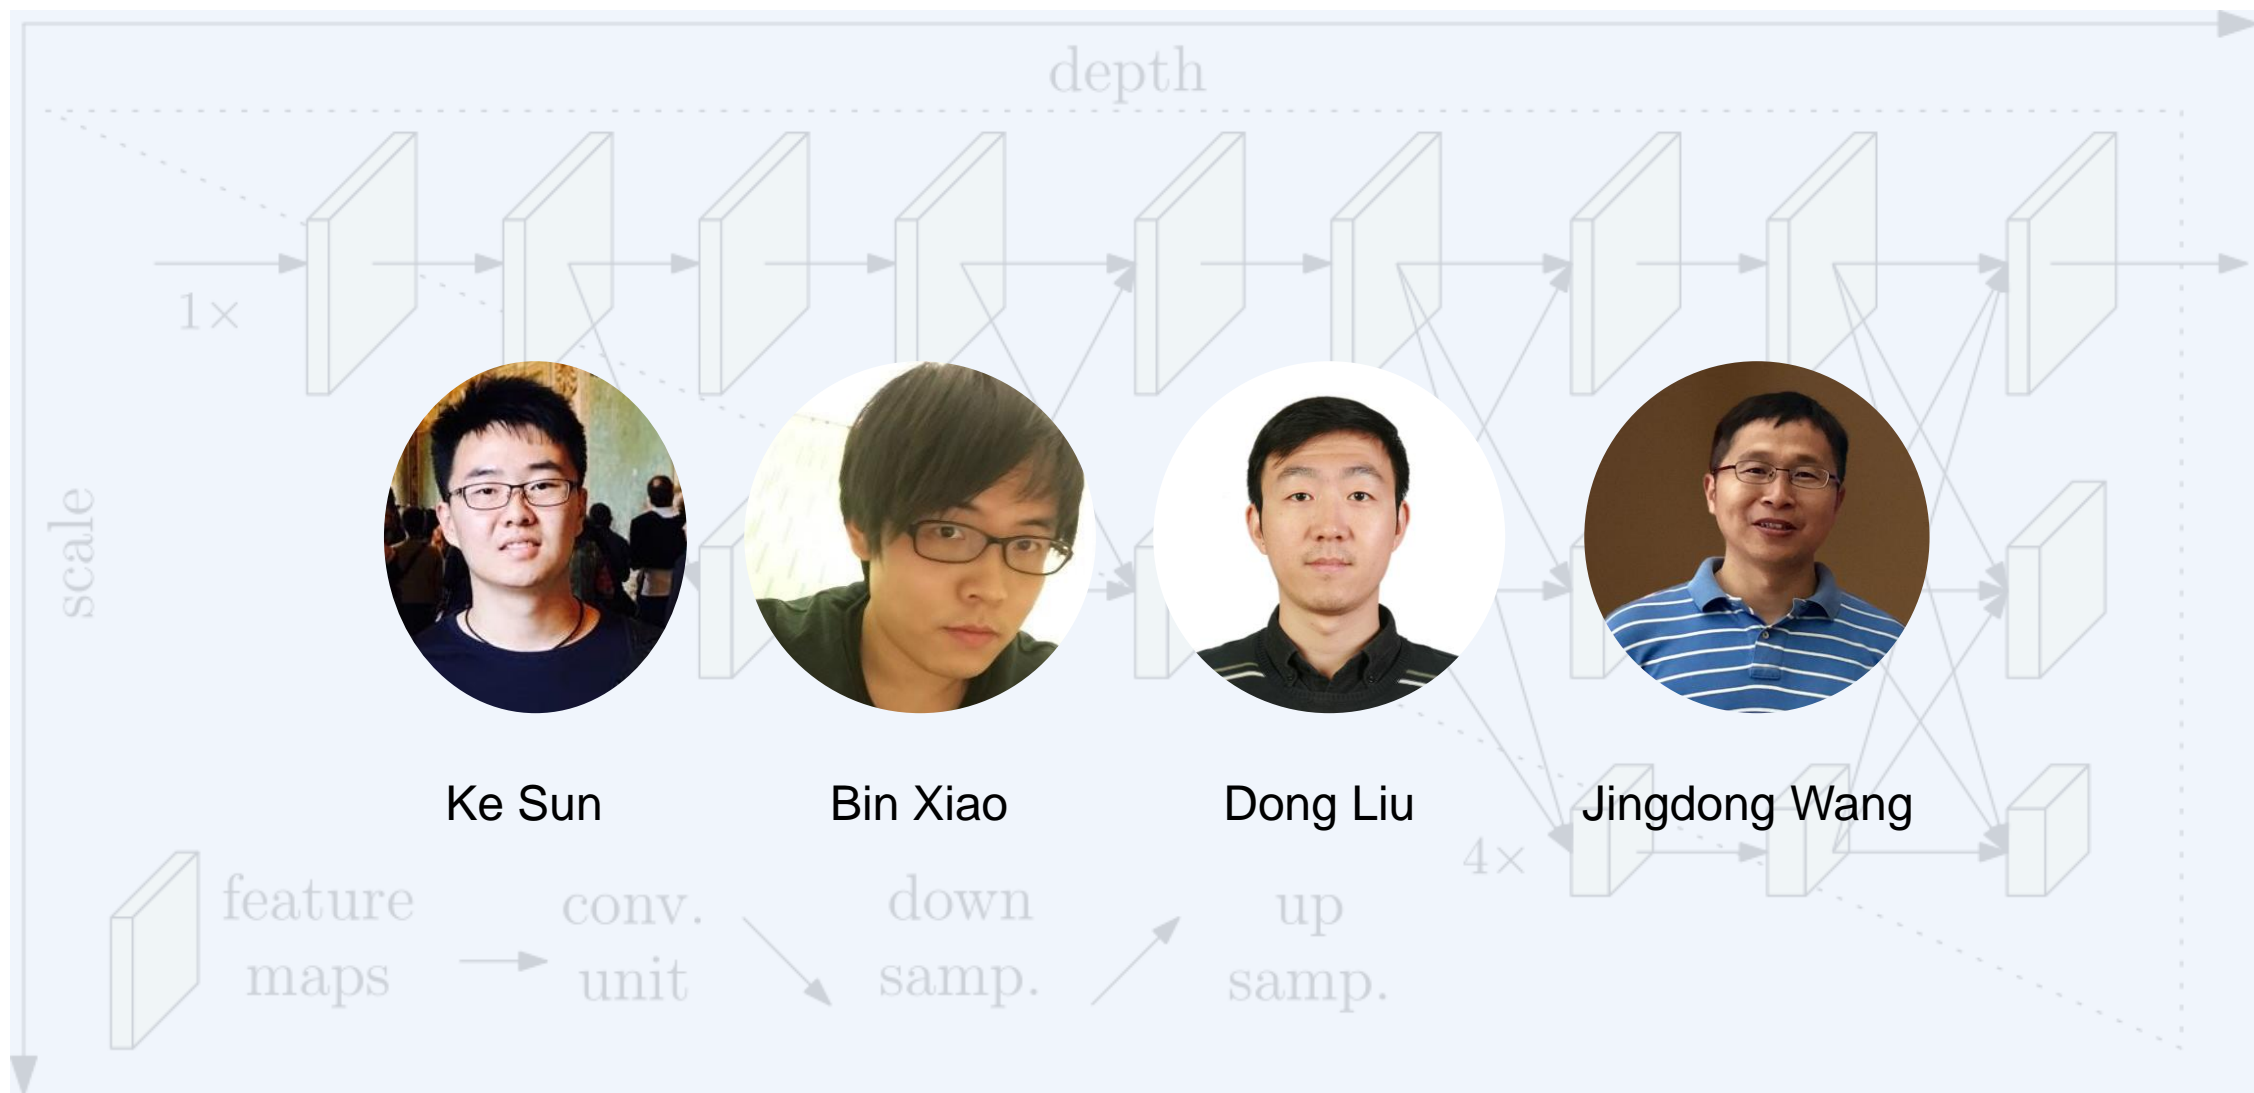 depth
1×
scale
Ke Sun
Bin Xiao
Dong Liu
Jingdong Wang
4×
feature
maps
conv.
unit
down
samp.
up
samp.